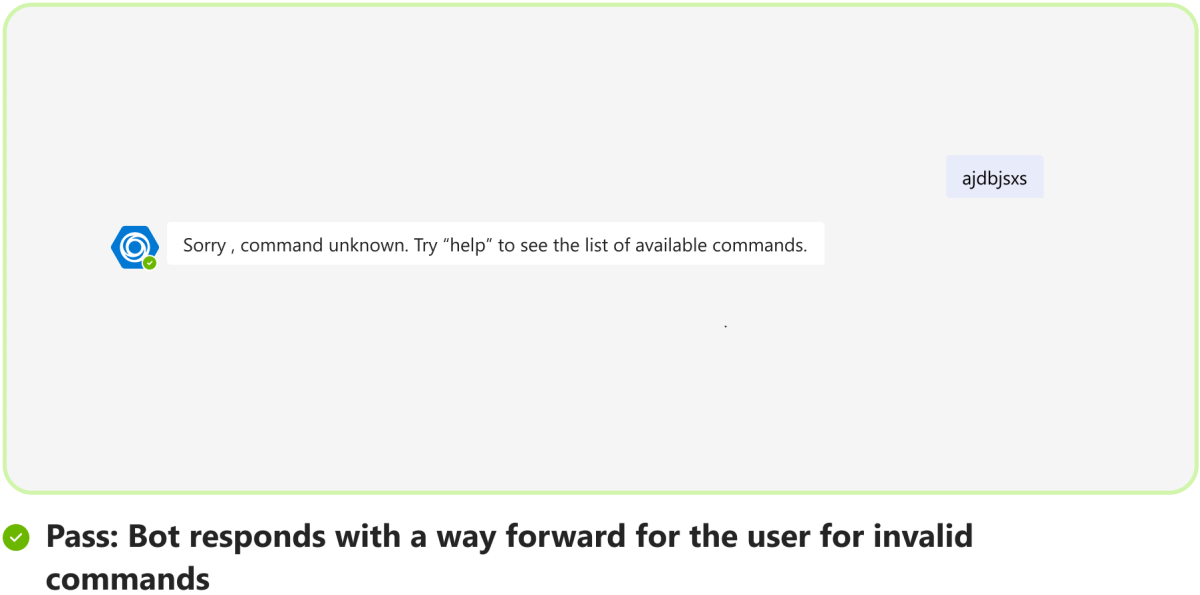 ajdbjsxs
Sorry , command unknown. Try “help” to see the list of available commands.
.
Pass: Bot responds with a way forward for the user for invalid
commands